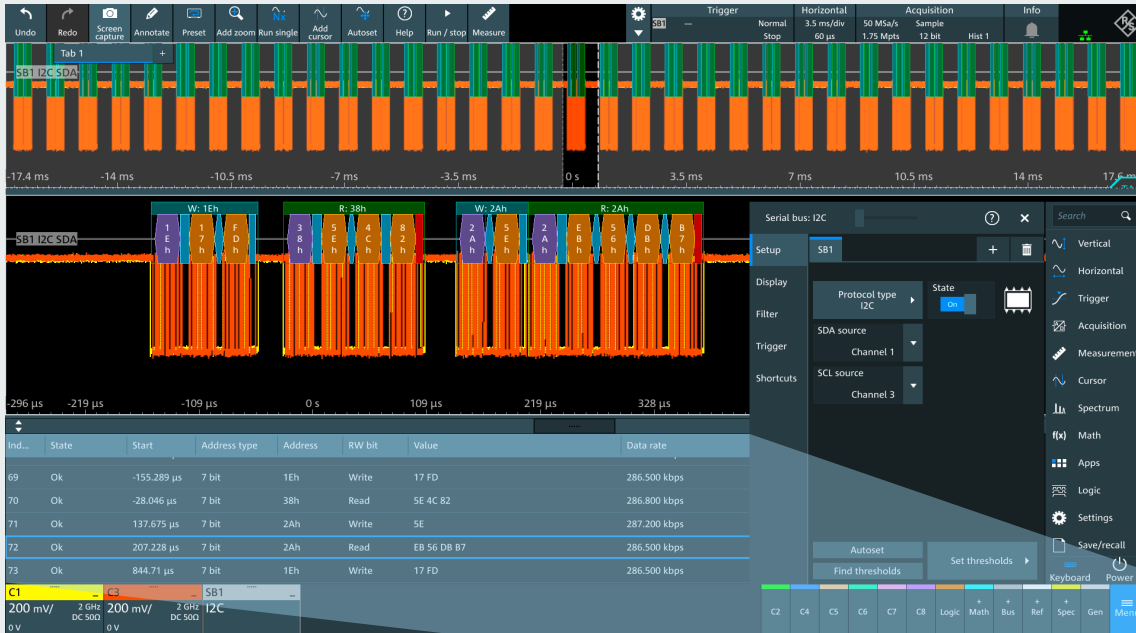 Undo Redo Screen capture Annotate Preset Add zoom Run single Add cursor Autoset Help Run / stop Measure
Trigger Horizontal Acquisition Info
SB1 — Normal 3.5 ms/div 50 MSa/s Sample
Stop 60 µs 1.75 Mpts 12 bit Hist 1
Tab 1 +
SB1 I2C SDA
-17.4 ms -14 ms -10.5 ms -7 ms -3.5 ms 0 s 3.5 ms 7 ms 10.5 ms 14 ms 17.6 m
W: 1Eh R: 38h W: 2Ah R: 2Ah
1Eh 17h FDh 38h 5Eh 4Ch 82h 2Ah 5Eh 2Ah EBh 56h DBh B7h
SB1 I2C SDA
-296 µs -219 µs -109 µs 0 s 109 µs 219 µs 328 µs
Ind... State Start Address type Address RW bit Value Data rate
69 Ok -155.289 µs 7 bit 1Eh Write 17 FD 286.500 kbps
70 Ok -28.046 µs 7 bit 38h Read 5E 4C 82 286.800 kbps
71 Ok 137.675 µs 7 bit 2Ah Write 5E 287.200 kbps
72 Ok 207.228 µs 7 bit 2Ah Read EB 56 DB B7 286.500 kbps
73 Ok 844.71 µs 7 bit 1Eh Write 17 FD 286.500 kbps
Serial bus: I2C ? ×
Setup
Display
Filter
Trigger
Shortcuts
SB1 +
Protocol type
I2C
State
On
SDA source
Channel 1
SCL source
Channel 3
Autoset
Find thresholds
Set thresholds
Search
Vertical
Horizontal
Trigger
Acquisition
Measurement
Cursor
Spectrum
f(x) Math
Apps
Logic
Settings
Save/recall
Keyboard Power
C1 C3 SB1
200 mV/ 2 GHz 200 mV/ 2 GHz I2C
DC 50Ω DC 50Ω
0 V 0 V
C2 C4 C5 C6 C7 C8 Logic + Math + Bus + Ref + Spec Gen Menu